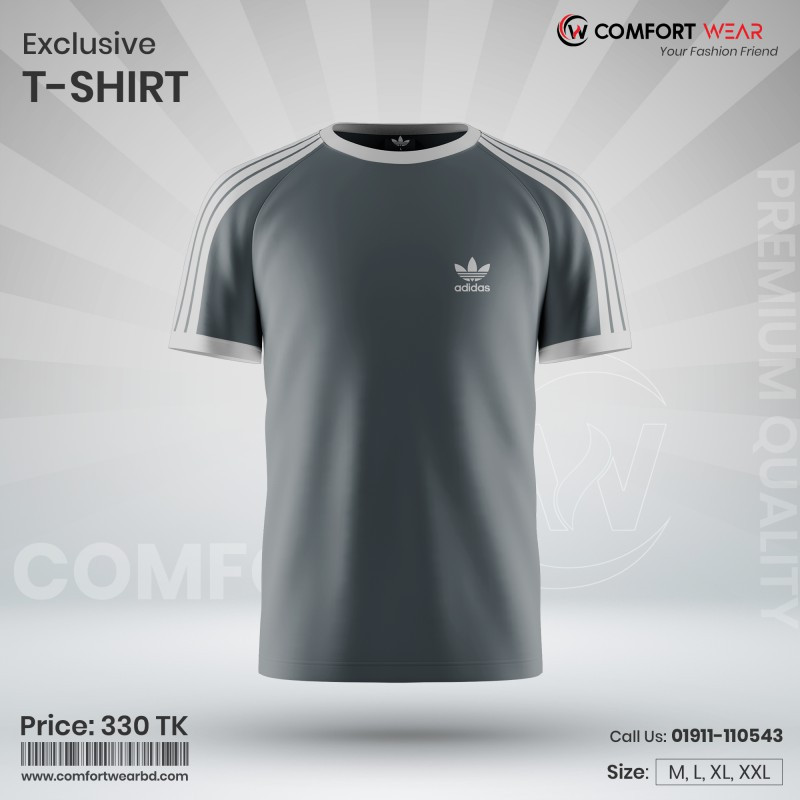 Exclusive
T-SHIRT
CW COMFORT WEAR
Your Fashion Friend
adidas
PREMIUM QUALITY
COMFO
W
Price: 330 TK
www.comfortwearbd.com
Call Us: 01911-110543
Size: M, L, XL, XXL